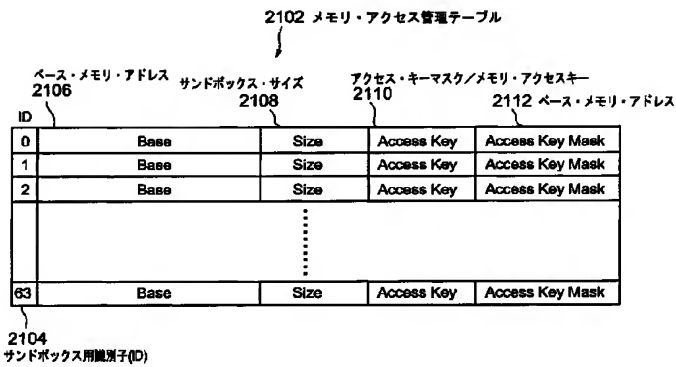 2102 メモリ・アクセス管理テーブル
ベース・メモリ・アドレス
2106
サンドボックス・サイズ
2108
アクセス・キーマスク/メモリ・アクセスキー
2110
2112 ベース・メモリ・アドレス
ID
0 Base Size Access Key Access Key Mask
1 Base Size Access Key Access Key Mask
2 Base Size Access Key Access Key Mask
63 Base Size Access Key Access Key Mask
2104
サンドボックス用識別子(ID)